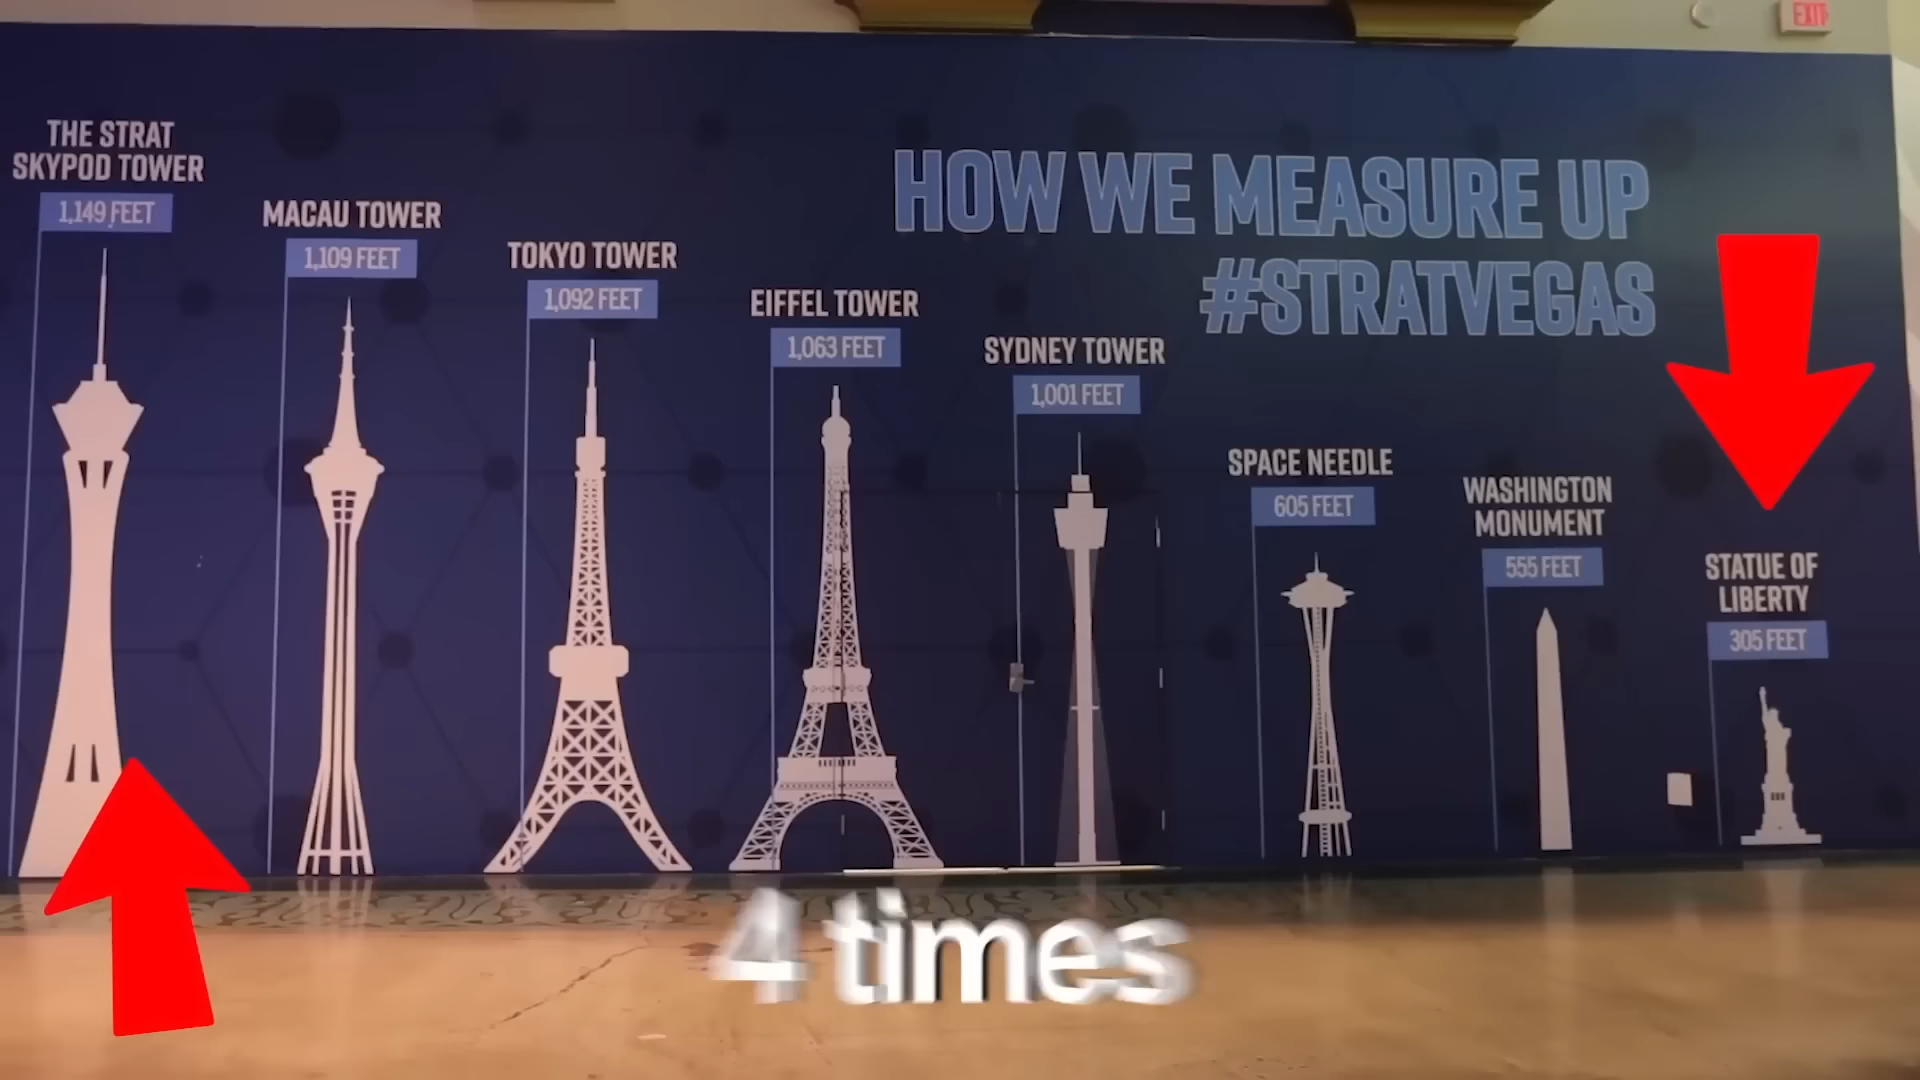 EXIT
THE STRAT
SKYPOD TOWER
1,149 FEET
MACAU TOWER
1,109 FEET
TOKYO TOWER
1,092 FEET
EIFFEL TOWER
1,063 FEET
SYDNEY TOWER
1,001 FEET
HOW WE MEASURE UP
#STRATVEGAS
SPACE NEEDLE
605 FEET
WASHINGTON
MONUMENT
555 FEET
STATUE OF
LIBERTY
305 FEET
4 times